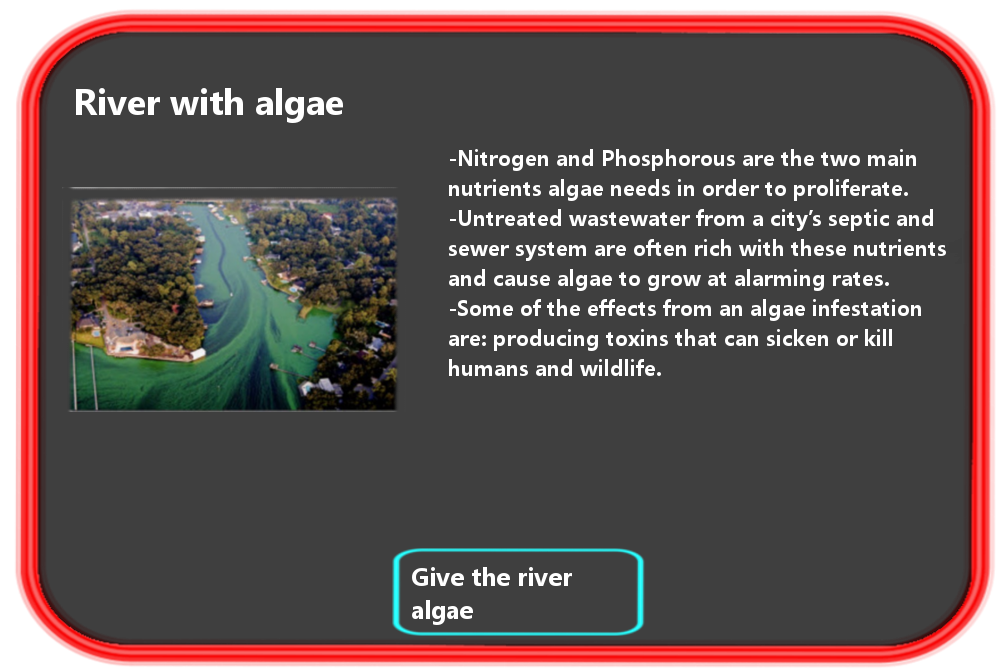 River with algae
-Nitrogen and Phosphorous are the two main
nutrients algae needs in order to proliferate.
-Untreated wastewater from a city’s septic and
sewer system are often rich with these nutrients
and cause algae to grow at alarming rates.
-Some of the effects from an algae infestation
are: producing toxins that can sicken or kill
humans and wildlife.
Give the river
algae